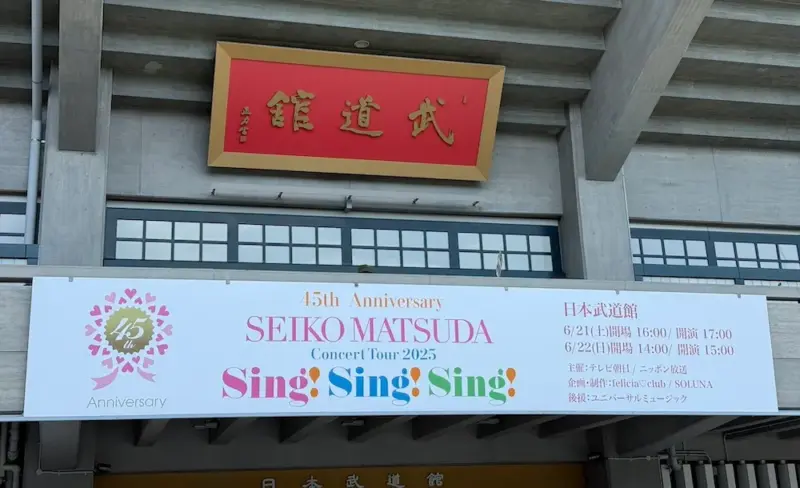 武道館
45th Anniversary
SEIKO MATSUDA
Concert Tour 2025
Sing! Sing! Sing!
45
th
Anniversary
日本武道館
6/21(土)開場 16:00/ 開演 17:00
6/22(日)開場 14:00/ 開演 15:00
主催:テレビ朝日 / ニッポン放送
企画・制作:felicia♡club / SOLUNA
後援:ユニバーサルミュージック
日本武道館